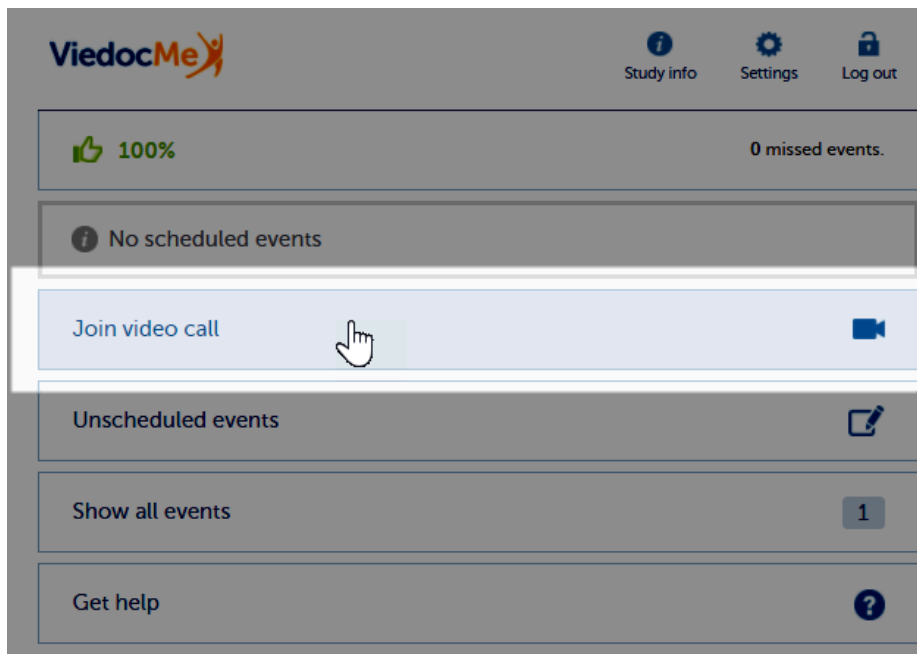 ViedocMe
Study info
Settings
Log out
100%
0 missed events.
No scheduled events
Join video call
Unscheduled events
Show all events
1
Get help